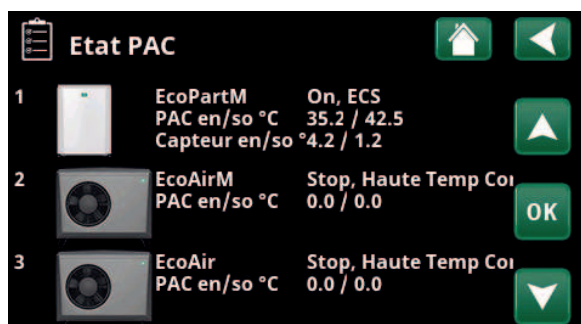 Etat PAC
1 EcoPartM On, ECS
PAC en/so °C 35.2 / 42.5
Capteur en/so °4.2 / 1.2
2 EcoAirM Stop, Haute Temp Con
PAC en/so °C 0.0 / 0.0
OK
3 EcoAir Stop, Haute Temp Con
PAC en/so °C 0.0 / 0.0